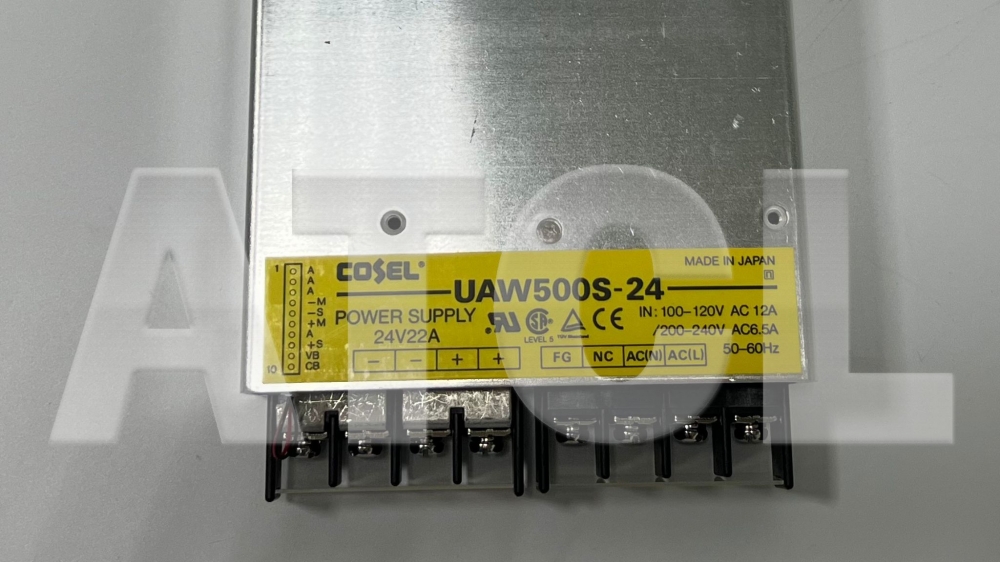 COSEL
MADE IN JAPAN
UAW500S-24
POWER SUPPLY
24V22A
IN: 100-120V AC 12A
/200-240V AC6.5A
50-60Hz
LEVEL 5
CE
1
A
A
A
-M
-S
+M
A
+S
VB
CB
10
- - + +
FG NC AC(N) AC(L)
ATOL